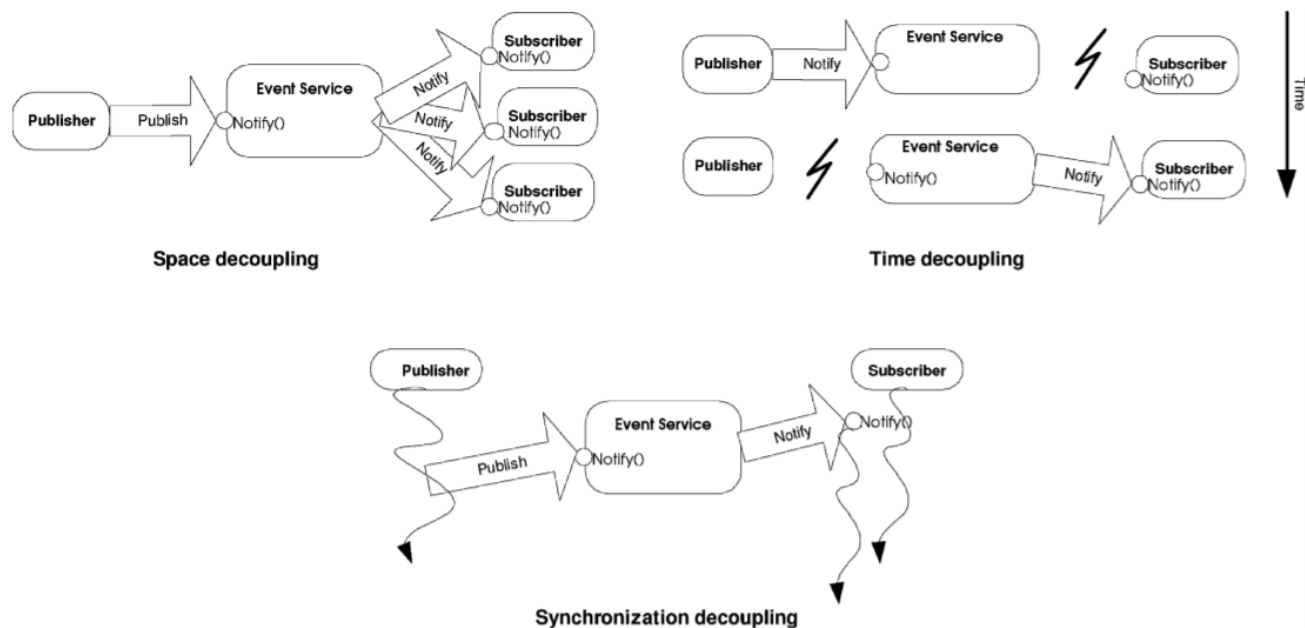 Publisher
Publish
Event Service
Notify()
Notify
Notify
Notify
Subscriber
Notify()
Subscriber
Notify()
Subscriber
Notify()
Space decoupling
Publisher
Notify
Event Service
Subscriber
Notify()
Publisher
Event Service
Notify()
Notify
Subscriber
Notify()
Time
Time decoupling
Publisher
Publish
Event Service
Notify()
Notify
Subscriber
Notify()
Synchronization decoupling